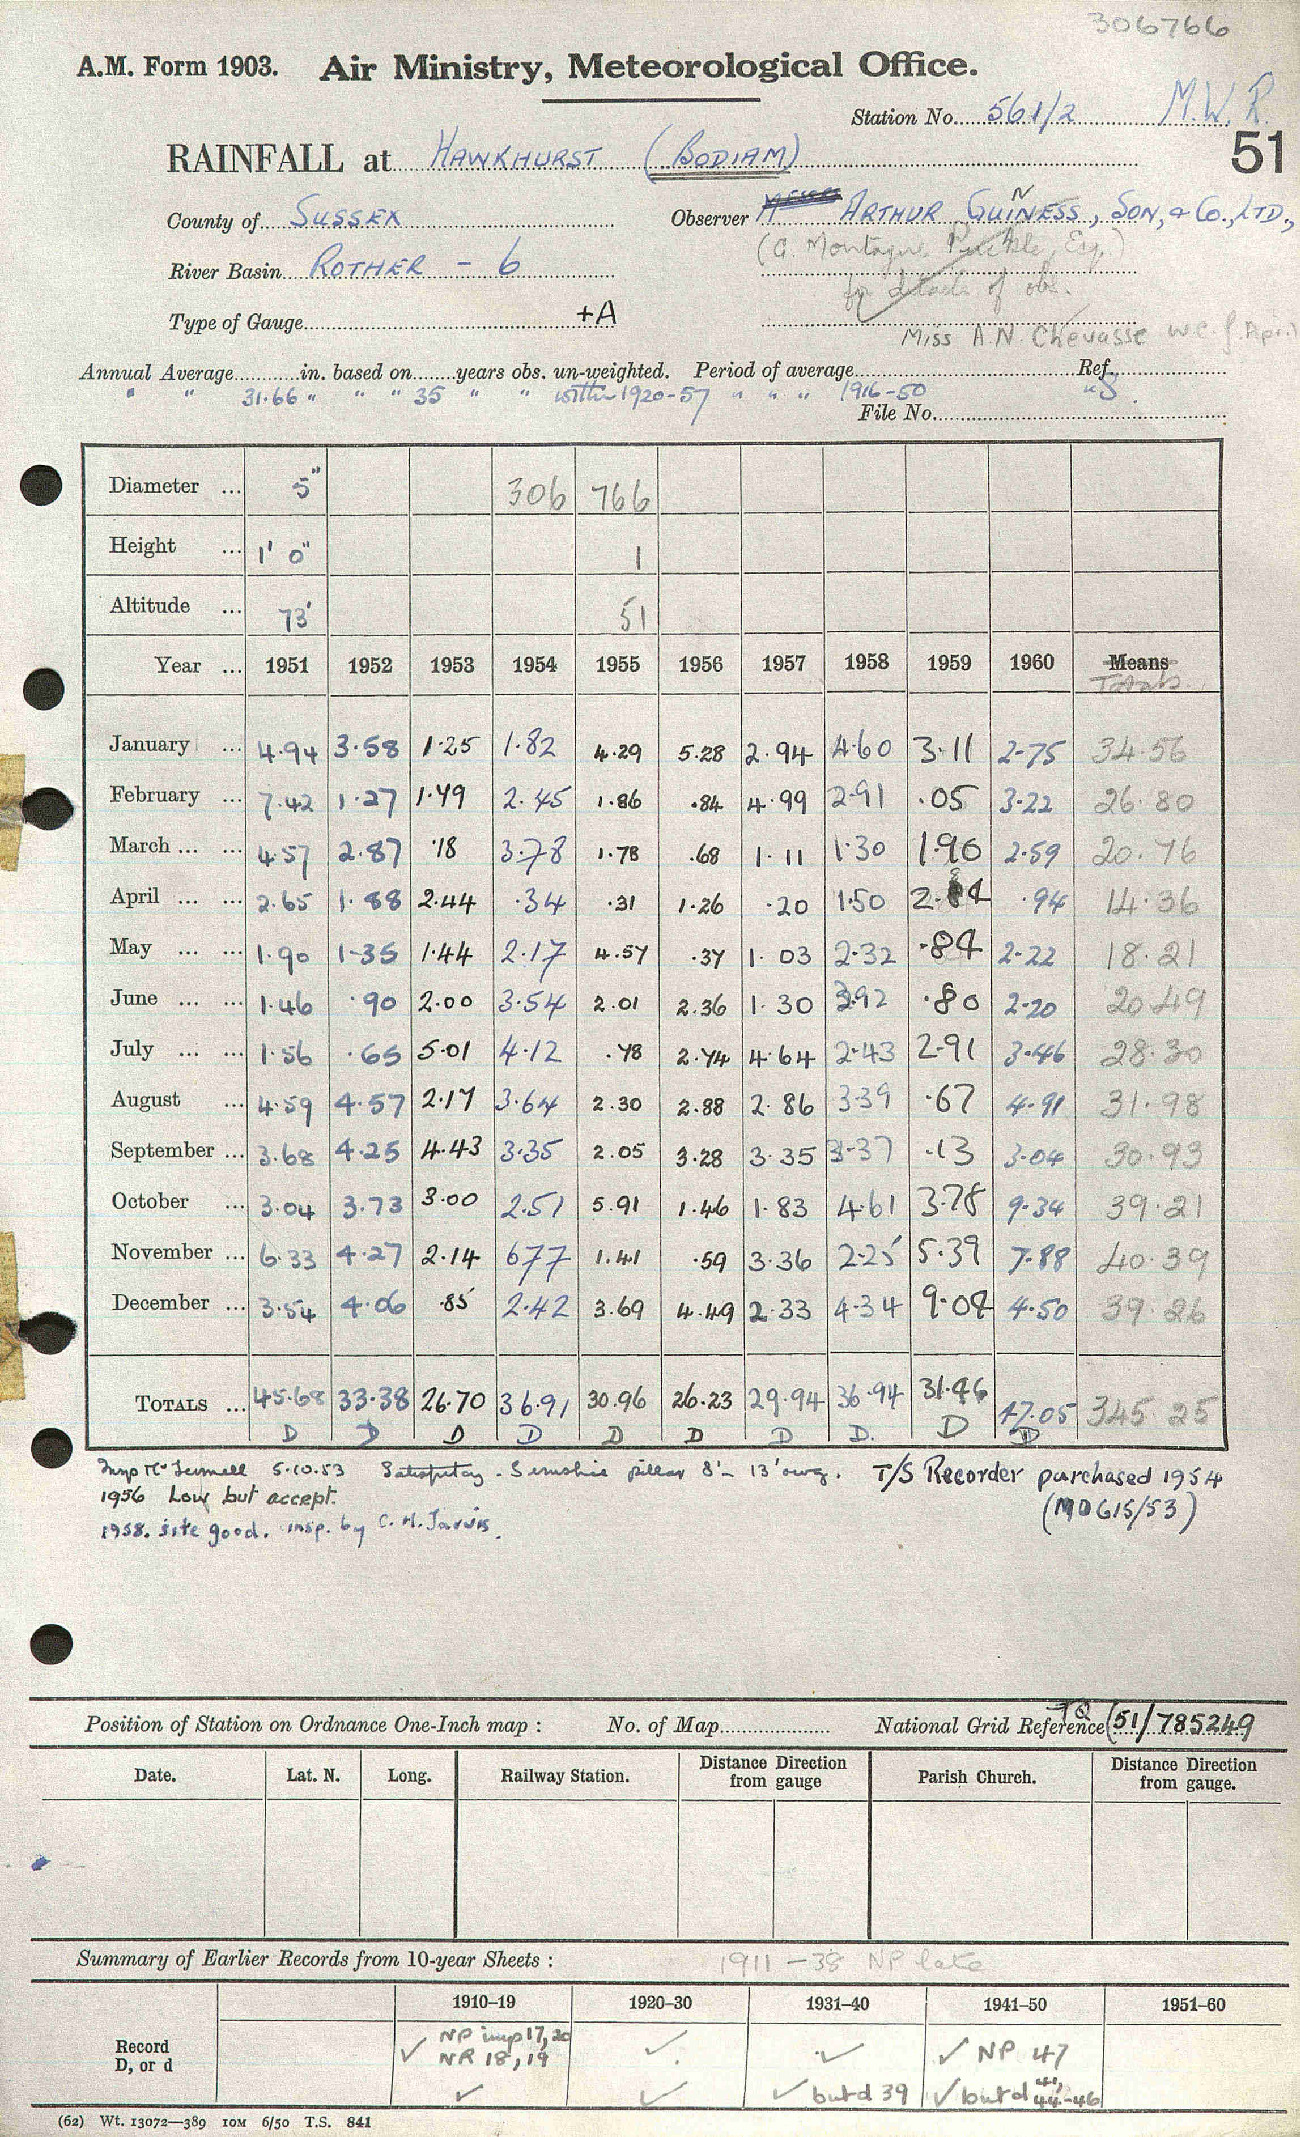 306766
A.M. Form 1903. Air Ministry, Meteorological Office.
Station No. 561/2 M.W.R.
51
RAINFALL at HAWKHURST (BODIAM)
County of SUSSEX Observer ARTHUR GUINESS, SON, & Co., LTD.,
N
(C. Montague Esq.)
River Basin ROTHER - 6
for details of obs.
Type of Gauge +A
Miss A.N. Chevasse w.e.f. April
Annual Average in. based on years obs. un-weighted. Period of average Ref.
" " 31.66 " " " 35 " " within 1920-57 " " " 1916-50
File No.
Diameter ... 5" 306 766
Height ... 1' 0" 1
Altitude ... 73' 51
Year ... 1951 1952 1953 1954 1955 1956 1957 1958 1959 1960 Means
Totals
January ... 4.94 3.58 1.25 1.82 4.29 5.28 2.94 4.60 3.11 2.75 34.56
February ... 7.42 1.27 1.49 2.45 1.86 .84 4.99 2.91 .05 3.22 26.80
March ... ... 4.57 2.87 .18 3.78 1.78 .68 1.11 1.30 1.90 2.59 20.76
April ... ... 2.65 1.88 2.44 .34 .31 1.26 .20 1.50 2.84 .94 14.36
May ... ... 1.90 1.35 1.44 2.17 4.57 .37 1.03 2.32 .84 2.22 18.21
June ... ... 1.46 .90 2.00 3.54 2.01 2.36 1.30 3.92 .80 2.20 20.49
July ... ... 1.56 .65 5.01 4.12 .78 2.74 4.64 2.43 2.91 3.46 28.30
August ... 4.59 4.57 2.17 3.64 2.30 2.88 2.86 3.39 .67 4.91 31.98
September ... 3.68 4.25 4.43 3.35 2.05 3.28 3.35 3.37 .13 3.04 30.93
October ... 3.04 3.73 3.00 2.51 5.91 1.46 1.83 4.61 3.78 9.34 39.21
November ... 6.33 4.27 2.14 6.77 1.41 .59 3.36 2.25 5.39 7.88 40.39
December ... 3.54 4.06 .85 2.42 3.69 4.49 2.33 4.34 9.04 4.50 39.26
TOTALS ... 45.68 33.38 26.70 36.91 30.96 26.23 29.94 36.94 31.46 47.05 345.25
D D D D D D D D. D D
5.10.53 Satisfactory - Sunshine pillar 8'- 13' away. T/S Recorder purchased 1954
1956 Low but accept. (MO615/53)
1958. site good. insp. by C. H. Jarvis.
Position of Station on Ordnance One-Inch map : No. of Map National Grid Reference TQ (51/785249
Date. Lat. N. Long. Railway Station. Distance Direction from gauge Parish Church. Distance Direction from gauge.
Summary of Earlier Records from 10-year Sheets : 1911-38 NP late
1910–19 1920–30 1931–40 1941–50 1951–60
Record D, or d
✓ NP imp 17, 20 ✓. ✓ ✓ NP 47
NR 18, 19
✓ ✓ ✓ but d 39 ✓ but d 41, 44-46
(62) Wt. 13072—389 10M 6/50 T.S. 841